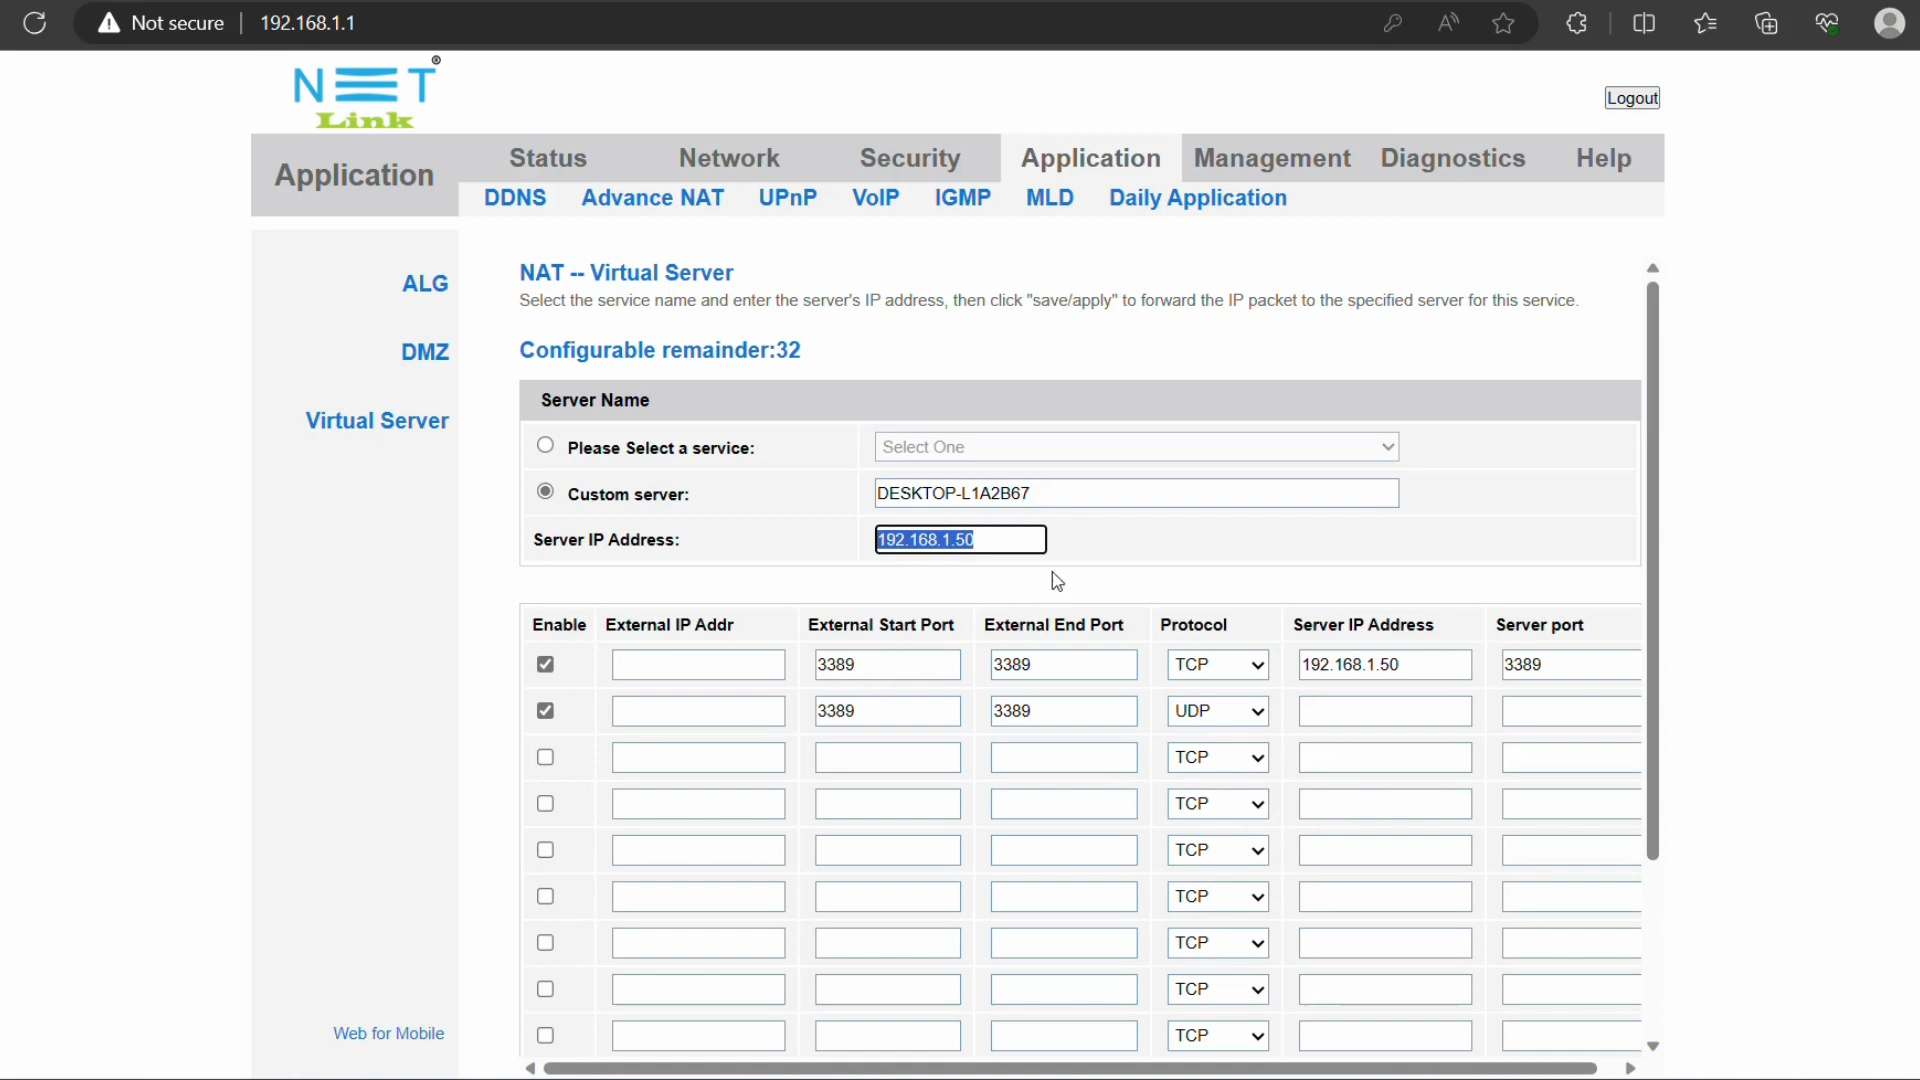 Not secure 192.168.1.1
NET®
Link
Logout
Application
Status Network Security Application Management Diagnostics Help
DDNS Advance NAT UPnP VoIP IGMP MLD Daily Application
ALG
DMZ
Virtual Server
Web for Mobile
NAT -- Virtual Server
Select the service name and enter the server's IP address, then click "save/apply" to forward the IP packet to the specified server for this service.
Configurable remainder:32
Server Name
Please Select a service: Select One
Custom server: DESKTOP-L1A2B67
Server IP Address: 192.168.1.50
Enable External IP Addr External Start Port External End Port Protocol Server IP Address Server port
3389 3389 TCP 192.168.1.50 3389
3389 3389 UDP
TCP
TCP
TCP
TCP
TCP
TCP
TCP